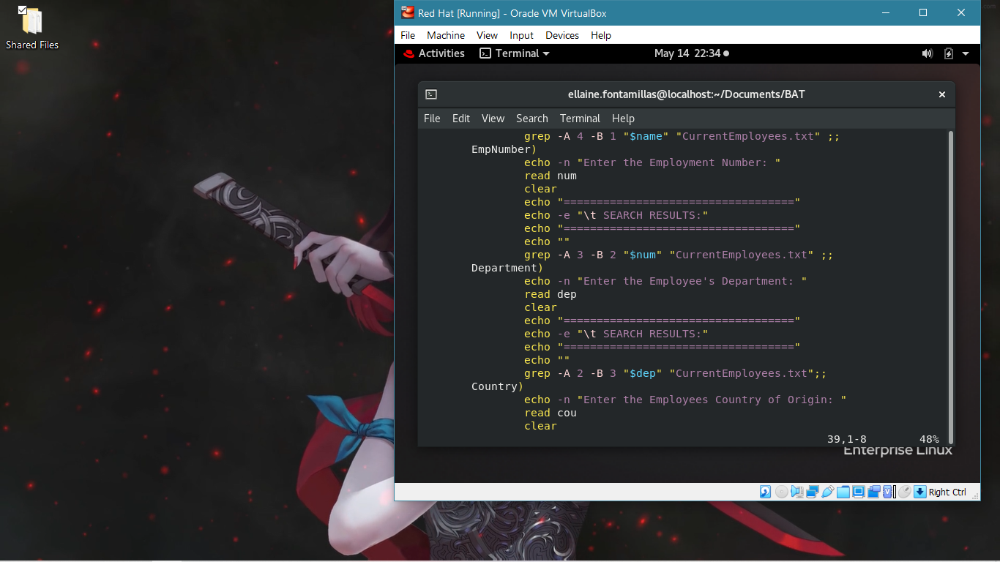 Shared Files
Red Hat [Running] - Oracle VM VirtualBox
File Machine View Input Devices Help
Activities Terminal May 14 22:34
ellaine.fontamillas@localhost:~/Documents/BAT
File Edit View Search Terminal Help
grep -A 4 -B 1 "$name" "CurrentEmployees.txt" ;;
EmpNumber)
echo -n "Enter the Employment Number: "
read num
clear
echo "==================================="
echo -e "\t SEARCH RESULTS:"
echo "==================================="
echo ""
grep -A 3 -B 2 "$num" "CurrentEmployees.txt" ;;
Department)
echo -n "Enter the Employee's Department: "
read dep
clear
echo "==================================="
echo -e "\t SEARCH RESULTS:"
echo "==================================="
echo ""
grep -A 2 -B 3 "$dep" "CurrentEmployees.txt";;
Country)
echo -n "Enter the Employees Country of Origin: "
read cou
clear
39,1-8 48%
Enterprise Linux
Right Ctrl